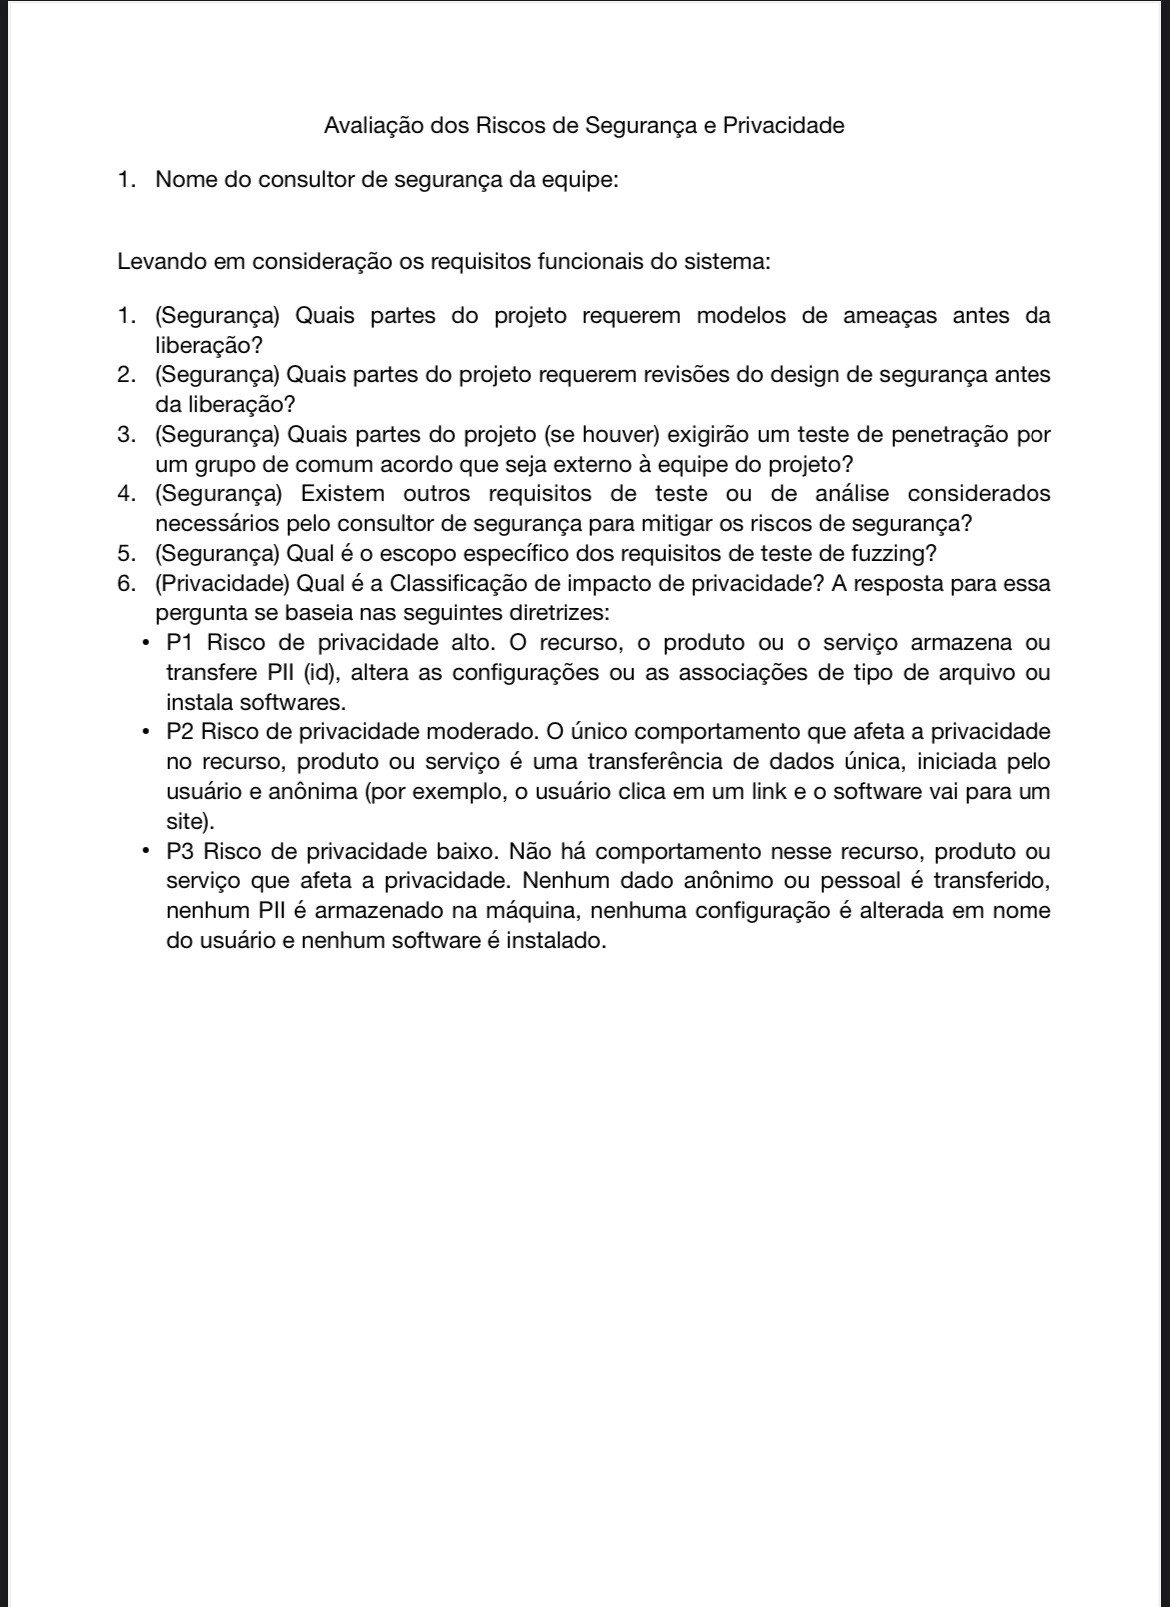 Avaliação dos Riscos de Segurança e Privacidade
1. Nome do consultor de segurança da equipe:
Levando em consideração os requisitos funcionais do sistema:
1. (Segurança) Quais partes do projeto requerem modelos de ameaças antes da
liberação?
2. (Segurança) Quais partes do projeto requerem revisões do design de segurança antes
da liberação?
3. (Segurança) Quais partes do projeto (se houver) exigirão um teste de penetração por
um grupo de comum acordo que seja externo à equipe do projeto?
4. (Segurança) Existem outros requisitos de teste ou de análise considerados
necessários pelo consultor de segurança para mitigar os riscos de segurança?
5. (Segurança) Qual é o escopo específico dos requisitos de teste de fuzzing?
6. (Privacidade) Qual é a Classificação de impacto de privacidade? A resposta para essa
pergunta se baseia nas seguintes diretrizes:
• P1 Risco de privacidade alto. O recurso, o produto ou o serviço armazena ou
transfere PII (id), altera as configurações ou as associações de tipo de arquivo ou
instala softwares.
• P2 Risco de privacidade moderado. O único comportamento que afeta a privacidade
no recurso, produto ou serviço é uma transferência de dados única, iniciada pelo
usuário e anônima (por exemplo, o usuário clica em um link e o software vai para um
site).
• P3 Risco de privacidade baixo. Não há comportamento nesse recurso, produto ou
serviço que afeta a privacidade. Nenhum dado anônimo ou pessoal é transferido,
nenhum PII é armazenado na máquina, nenhuma configuração é alterada em nome
do usuário e nenhum software é instalado.